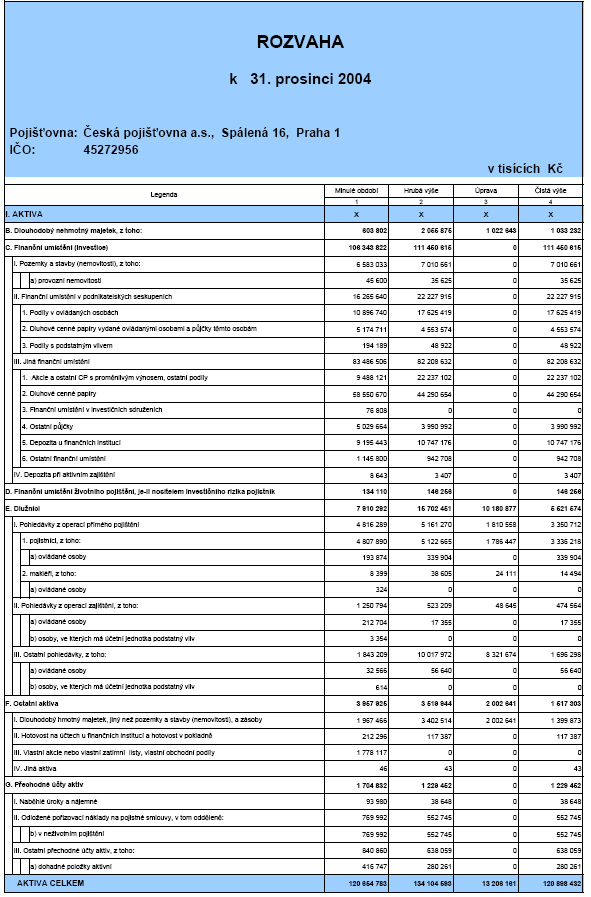 ROZVAHA
k 31. prosinci 2004
Pojišťovna: Česká pojišťovna a.s., Spálená 16, Praha 1
IČO: 45272956
v tisících Kč
Legenda Minulé období Hrubá výše Úprava Čistá výše
1 2 3 4
I. AKTIVA X X X X
B. Dlouhodobý nehmotný majetek, z toho: 603 802 2 055 875 1 022 643 1 033 232
C. Finanční umístění (investice) 106 343 822 111 450 615 0 111 450 615
I. Pozemky a stavby (nemovitosti), z toho: 6 583 033 7 010 661 0 7 010 661
a) provozní nemovitosti 45 600 35 625 0 35 625
II. Finanční umístění v podnikatelských seskupeních 16 265 640 22 227 915 0 22 227 915
1. Podíly v ovládaných osobách 10 896 740 17 625 419 0 17 625 419
2. Dluhové cenné papíry vydané ovládanými osobami a půjčky těmto osobám 5 174 711 4 553 574 0 4 553 574
3. Podíly s podstatným vlivem 194 189 48 922 0 48 922
III. Jiná finanční umístění 83 486 506 82 208 632 0 82 208 632
1. Akcie a ostatní CP s proměnlivým výnosem, ostatní podíly 9 488 121 22 237 102 0 22 237 102
2. Dluhové cenné papíry 58 550 670 44 290 654 0 44 290 654
3. Finanční umístění v investičních sdruženích 76 808 0 0 0
4. Ostatní půjčky 5 029 664 3 990 992 0 3 990 992
5. Depozita u finančních institucí 9 195 443 10 747 176 0 10 747 176
6. Ostatní finanční umístění 1 145 800 942 708 0 942 708
IV. Depozita při aktivním zajištění 8 643 3 407 0 3 407
D. Finanční umístění životního pojištění, je-li nositelem investičního rizika pojistník 134 110 146 256 0 146 256
E. Dlužníci 7 910 292 15 702 451 10 180 877 5 521 574
I. Pohledávky z operací přímého pojištění 4 816 289 5 161 270 1 810 558 3 350 712
1. pojistníci, z toho: 4 807 890 5 122 665 1 786 447 3 336 218
a) ovládané osoby 193 874 339 904 0 339 904
2. makléři, z toho: 8 399 38 605 24 111 14 494
a) ovládané osoby 324 0 0 0
II. Pohledávky z operací zajištění, z toho: 1 250 794 523 209 48 645 474 564
a) ovládané osoby 212 704 17 355 0 17 355
b) osoby, ve kterých má účetní jednotka podstatný vliv 3 354 0 0 0
III. Ostatní pohledávky, z toho: 1 843 209 10 017 972 8 321 674 1 696 298
a) ovládané osoby 32 566 56 640 0 56 640
b) osoby, ve kterých má účetní jednotka podstatný vliv 614 0 0 0
F. Ostatní aktiva 3 957 925 3 519 944 2 002 641 1 517 303
I. Dlouhodobý hmotný majetek, jiný než pozemky a stavby (nemovitosti), a zásoby 1 967 466 3 402 514 2 002 641 1 399 873
II. Hotovost na účtech u finančních institucí a hotovost v pokladně 212 296 117 387 0 117 387
III. Vlastní akcie nebo vlastní zatímní listy, vlastní obchodní podíly 1 778 117 0 0 0
IV. Jiná aktiva 46 43 0 43
G. Přechodné účty aktiv 1 704 832 1 229 452 0 1 229 452
I. Naběhlé úroky a nájemné 93 980 38 648 0 38 648
II. Odložené pořizovací náklady na pojistné smlouvy, v tom odděleně: 769 992 552 745 0 552 745
b) v neživotním pojištění 769 992 552 745 0 552 745
III. Ostatní přechodné účty aktiv, z toho: 840 860 638 059 0 638 059
a) dohadné položky aktivní 416 747 280 261 0 280 261
AKTIVA CELKEM 120 654 783 134 104 593 13 206 161 120 898 432